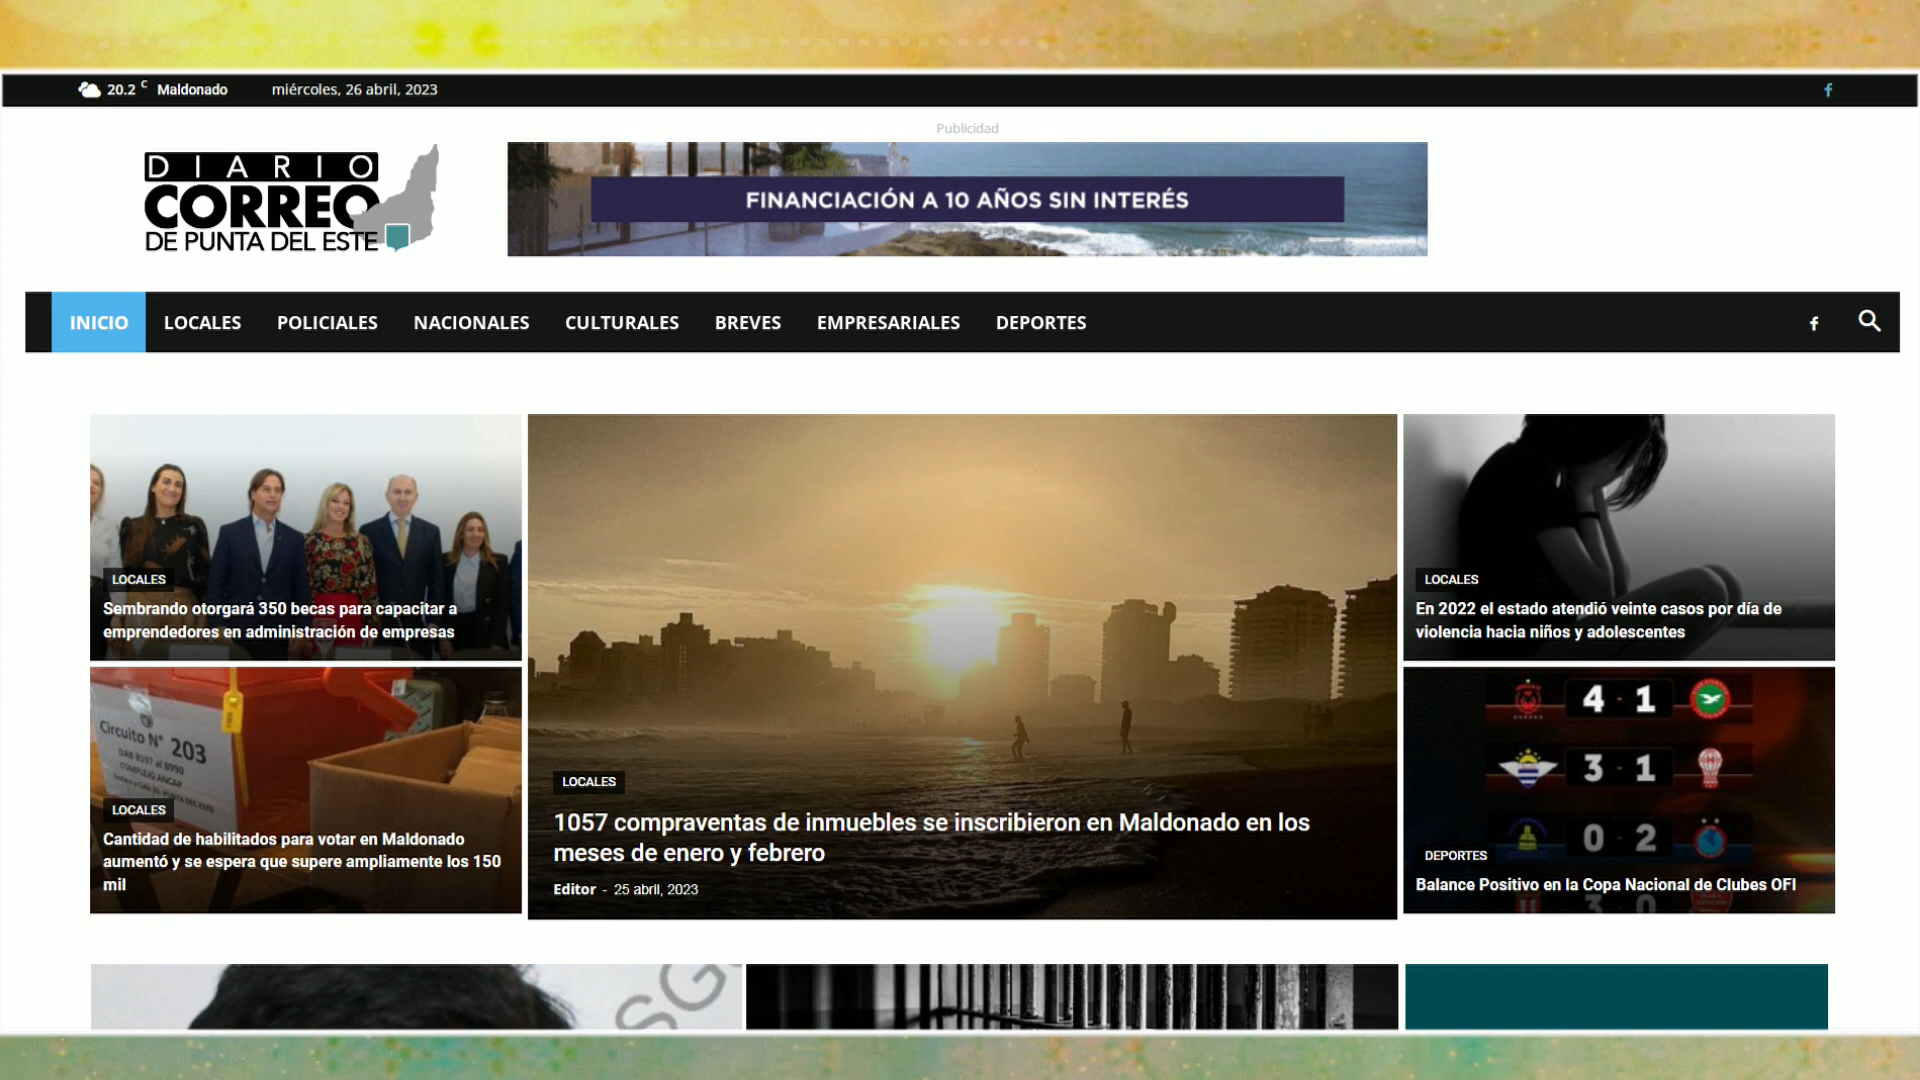 20.2 C Maldonado miércoles, 26 abril, 2023
Publicidad
DIARIO
CORREO
DE PUNTA DEL ESTE
FINANCIACIÓN A 10 AÑOS SIN INTERÉS
INICIO LOCALES POLICIALES NACIONALES CULTURALES BREVES EMPRESARIALES DEPORTES
LOCALES
Sembrando otorgará 350 becas para capacitar a
emprendedores en administración de empresas
Circuito N° 203
LOCALES
Cantidad de habilitados para votar en Maldonado
aumentó y se espera que supere ampliamente los 150
mil
LOCALES
1057 compraventas de inmuebles se inscribieron en Maldonado en los
meses de enero y febrero
Editor - 25 abril, 2023
LOCALES
En 2022 el estado atendió veinte casos por día de
violencia hacia niños y adolescentes
4 - 1
3 - 1
0 - 2
DEPORTES
Balance Positivo en la Copa Nacional de Clubes OFI
3 0